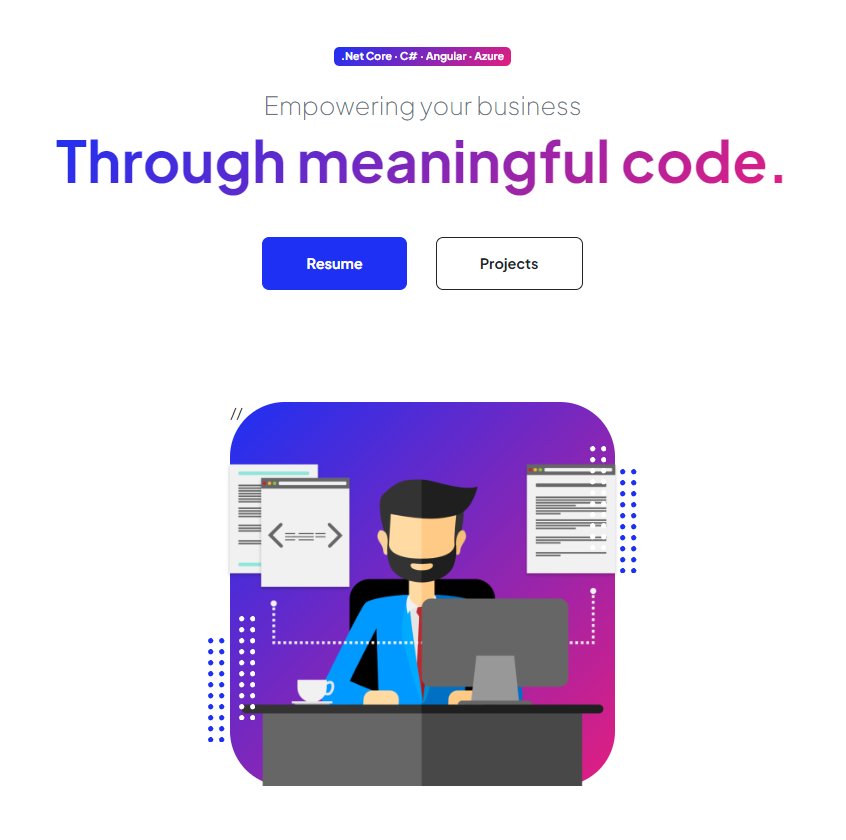 .Net Core · C# · Angular · Azure
Empowering your business
Through meaningful code.
Resume
Projects
//